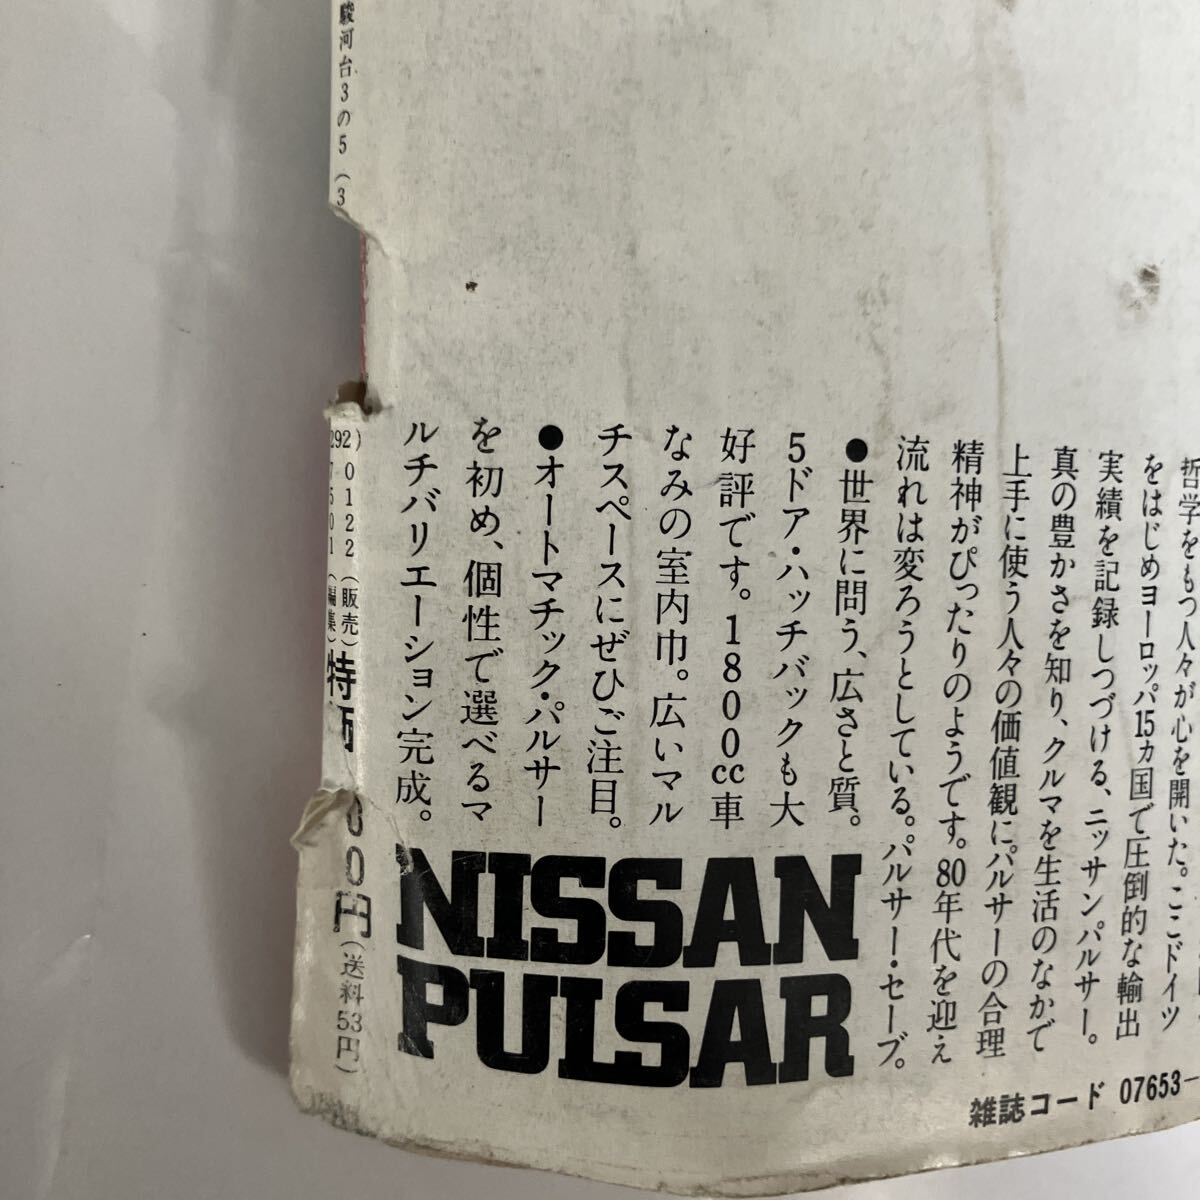 哲学をもつ人々が心を開いた。ここドイツ
をはじめヨーロッパ15カ国で圧倒的な輸出
実績を記録しつづける、ニッサンパルサー。
真の豊かさを知り、クルマを生活のなかで
上手に使う人々の価値観にパルサーの合理
精神がぴったりのようです。80年代を迎え
流れは変ろうとしている。パルサー・セーブ。
●世界に問う、広さと質。
5ドア・ハッチバックも大
好評です。1800cc車
なみの室内巾。広いマル
チスペースにぜひご注目。
●オートマチック・パルサー
を初め、個性で選べるマ
ルチバリエーション完成。
NISSAN
PULSAR
駿河台3の5(3
292)0122(販売)
7501(編集)
特価
80円(送料53円)
雑誌コード 07653-